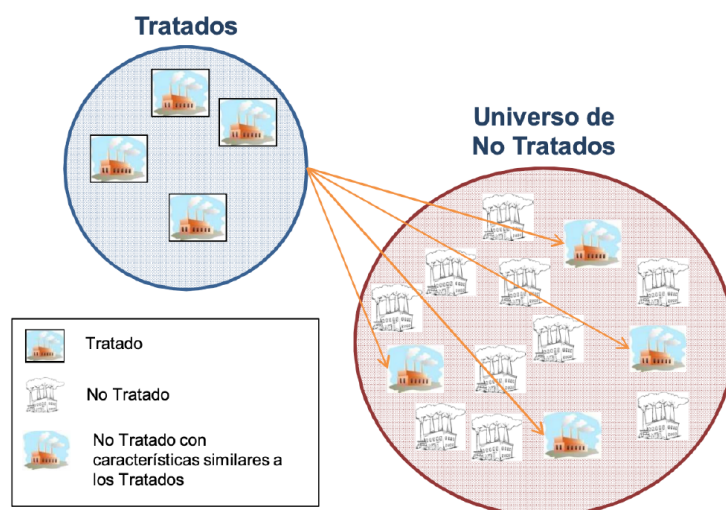 Tratados
Universo de
No Tratados
Tratado
No Tratado
No Tratado con
características similares a
los Tratados